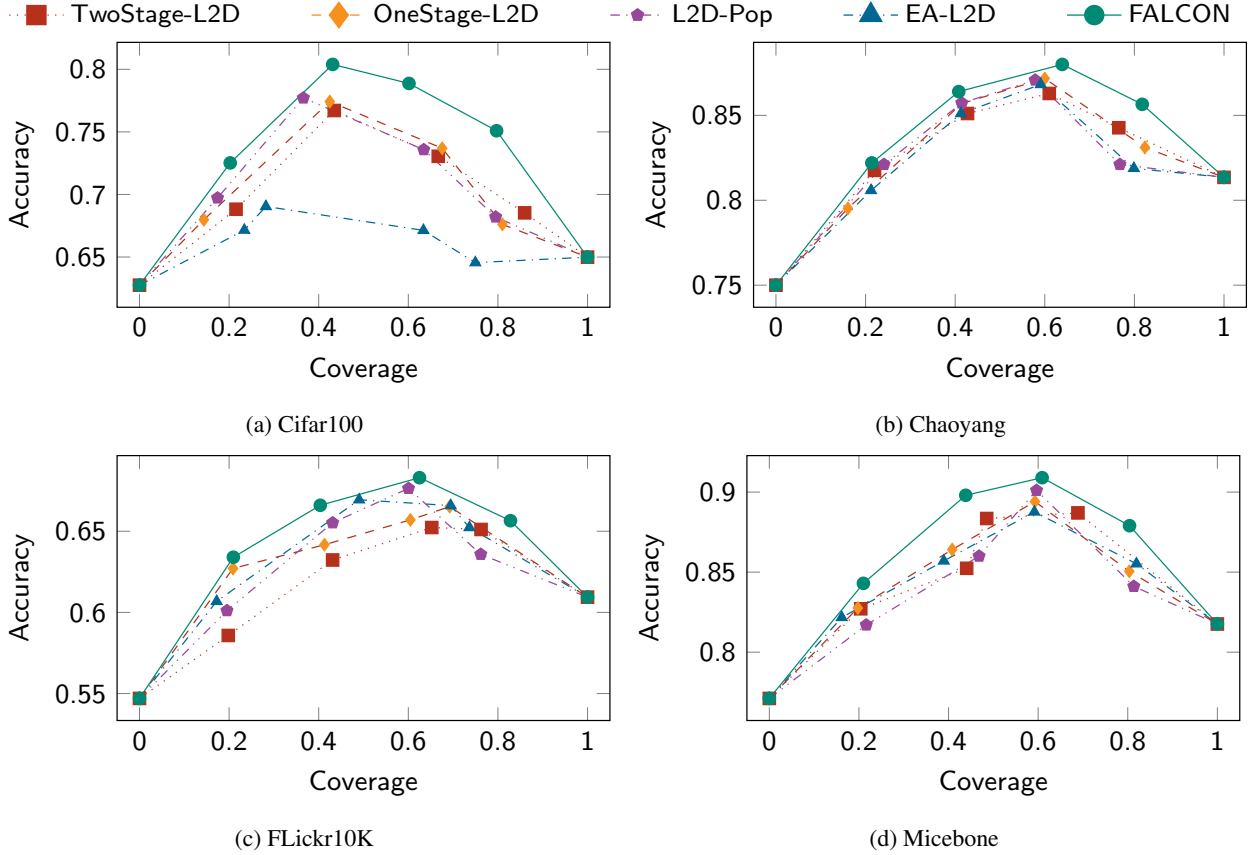 TwoStage-L2D OneStage-L2D L2D-Pop EA-L2D FALCON
0.8
0.75
0.7
0.65
Accuracy
0 0.2 0.4 0.6 0.8 1
Coverage
(a) Cifar100
0.85
0.8
0.75
Accuracy
0 0.2 0.4 0.6 0.8 1
Coverage
(b) Chaoyang
0.65
0.6
0.55
Accuracy
0 0.2 0.4 0.6 0.8 1
Coverage
(c) FLickr10K
0.9
0.85
0.8
Accuracy
0 0.2 0.4 0.6 0.8 1
Coverage
(d) Micebone